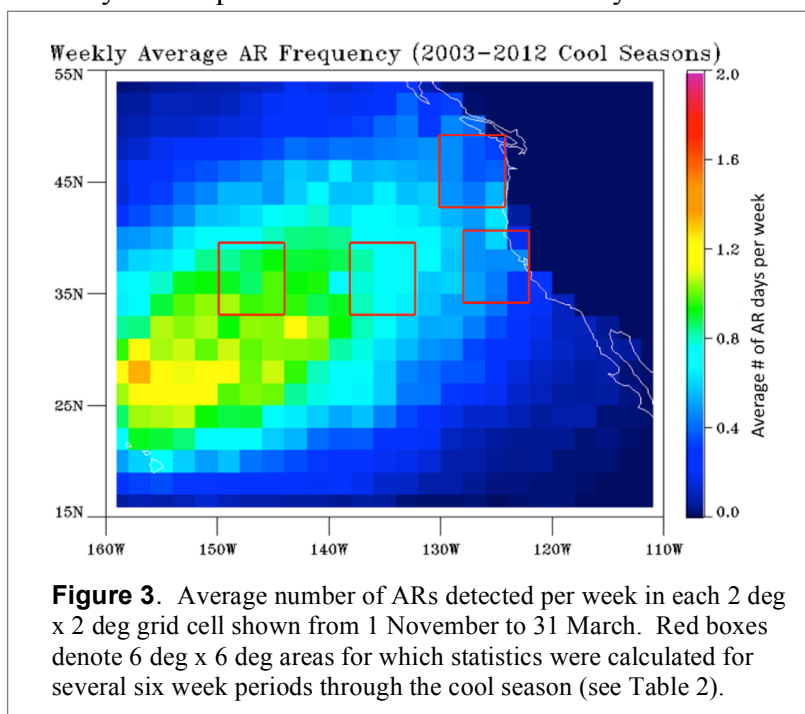 Weekly Average AR Frequency (2003-2012 Cool Seasons)
55N
45N
35N
25N
15N
160W
150W
140W
130W
120W
110W
2.0
1.6
1.2
0.8
0.4
0.0
Average # of AR days per week
Figure 3. Average number of ARs detected per week in each 2 deg
x 2 deg grid cell shown from 1 November to 31 March. Red boxes
denote 6 deg x 6 deg areas for which statistics were calculated for
several six week periods through the cool season (see Table 2).